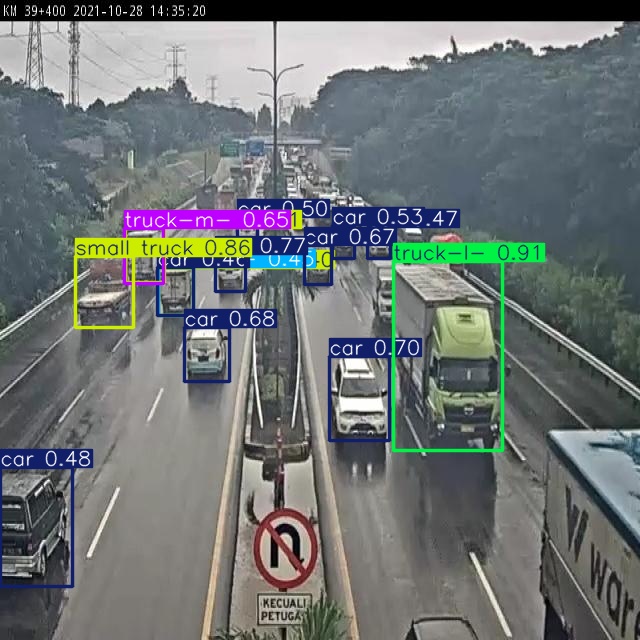 KM 39+400 2021-10-28 14:35:20
car 0.50
truck-m- 0.65
car 0.53
.47
small truck 0.86
0.77
car 0.67
truck-l- 0.91
car 0.68
car 0.70
car 0.48
W war
KECUALI
PETUGAS